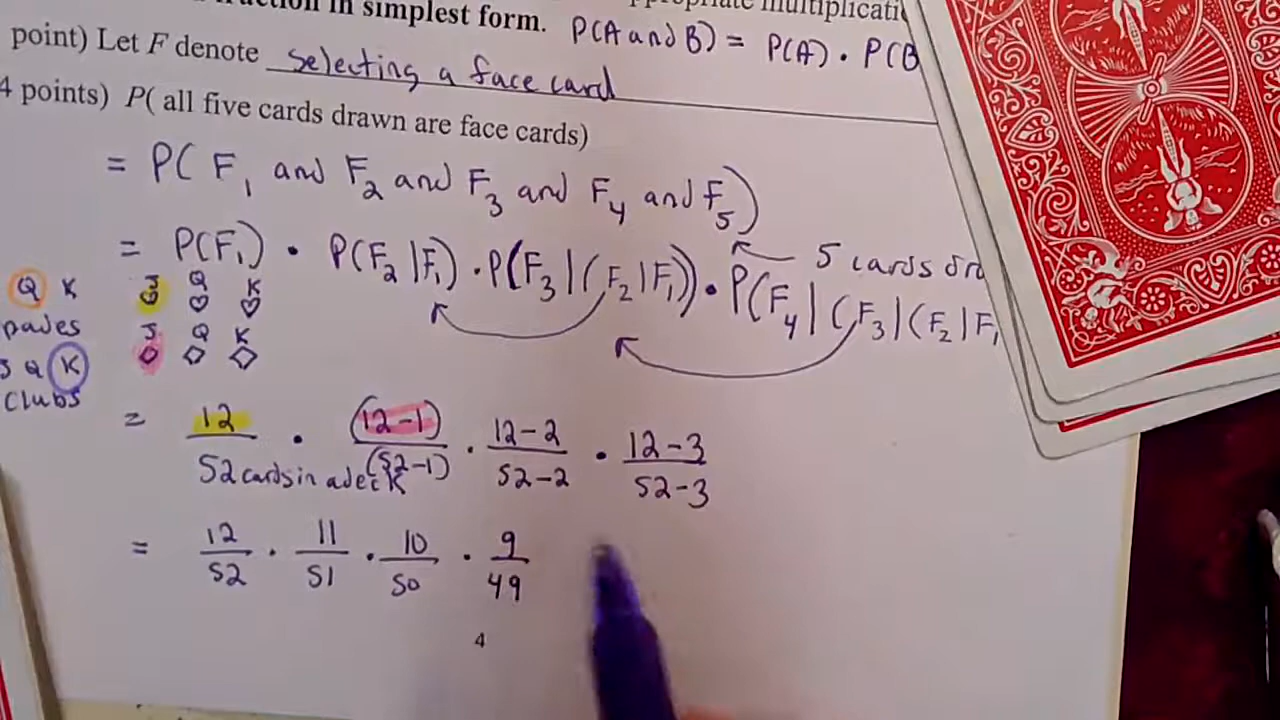 in simplest form. P(A and B) = P(A) · P(B
point) Let F denote selecting a face card
4 points) P( all five cards drawn are face cards)
= P( F₁ and F₂ and F₃ and F₄ and F₅)
= P(F₁) · P(F₂ | F₁) · P(F₃ | (F₂ | F₁)) · P(F₄ | (F₃ | (F₂ | F₁
5 cards
Q K J Q K
♡ ♡ ♡
J Q K
◇ ◇ ◇
Q K
Clubs
= 12/52 cards in a deck · (12-1)/(52-1) · 12-2/52-2 · 12-3/52-3
= 12/52 · 11/51 · 10/50 · 9/49
4